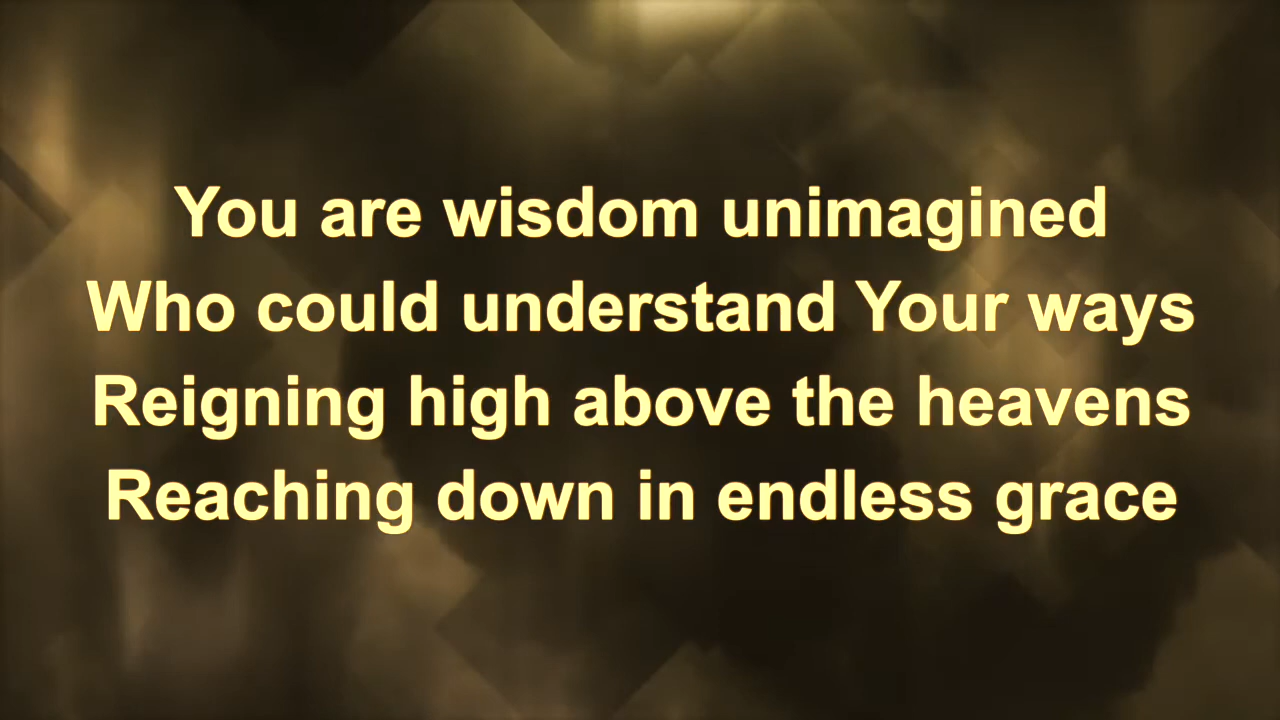 You are wisdom unimagined
Who could understand Your ways
Reigning high above the heavens
Reaching down in endless grace